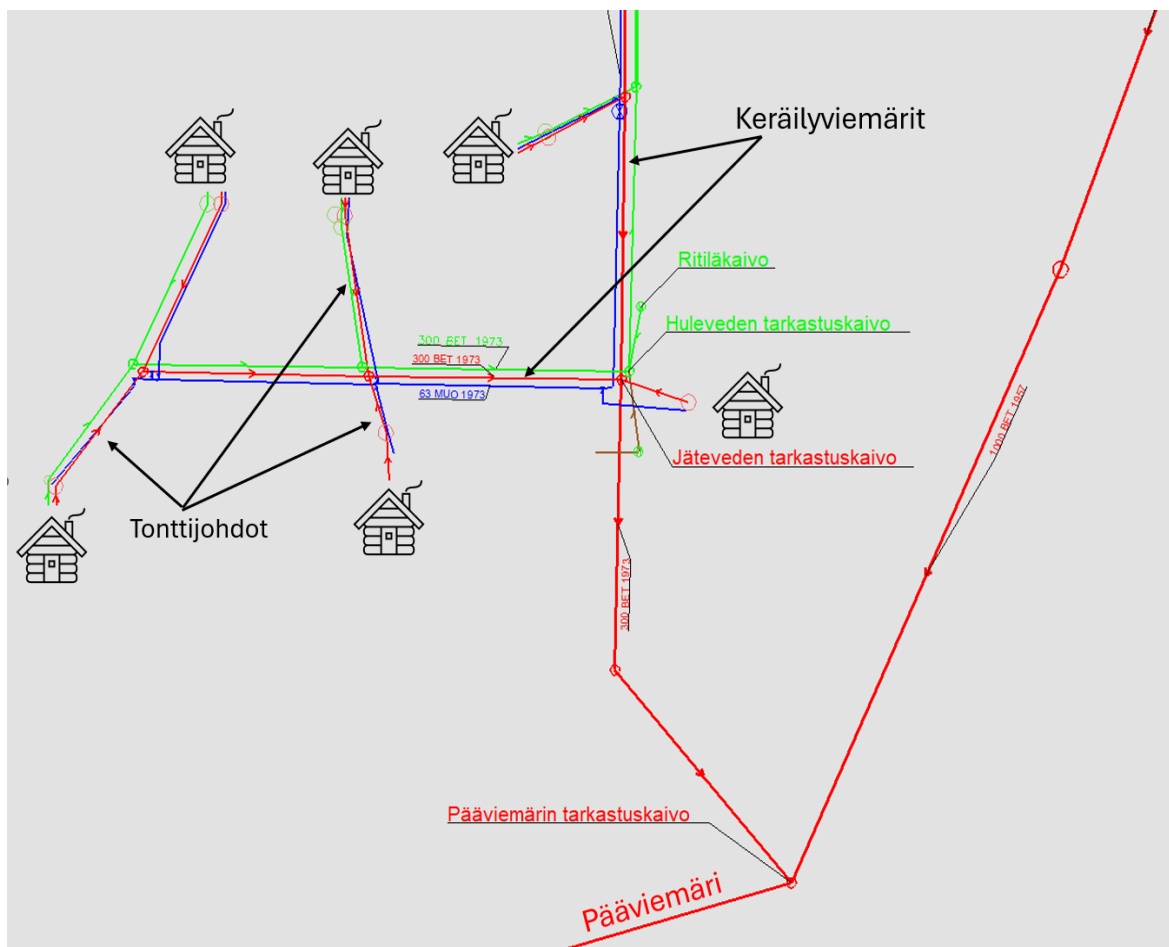 Keräilyviemärit
Ritiläkaivo
Huleveden tarkastuskaivo
300 BET 1973
300 BET 1973
63 MUO 1973
1000 BET 1957
Jäteveden tarkastuskaivo
Tonttijohdot
300 BET 1973
Pääviemärin tarkastuskaivo
Pääviemäri